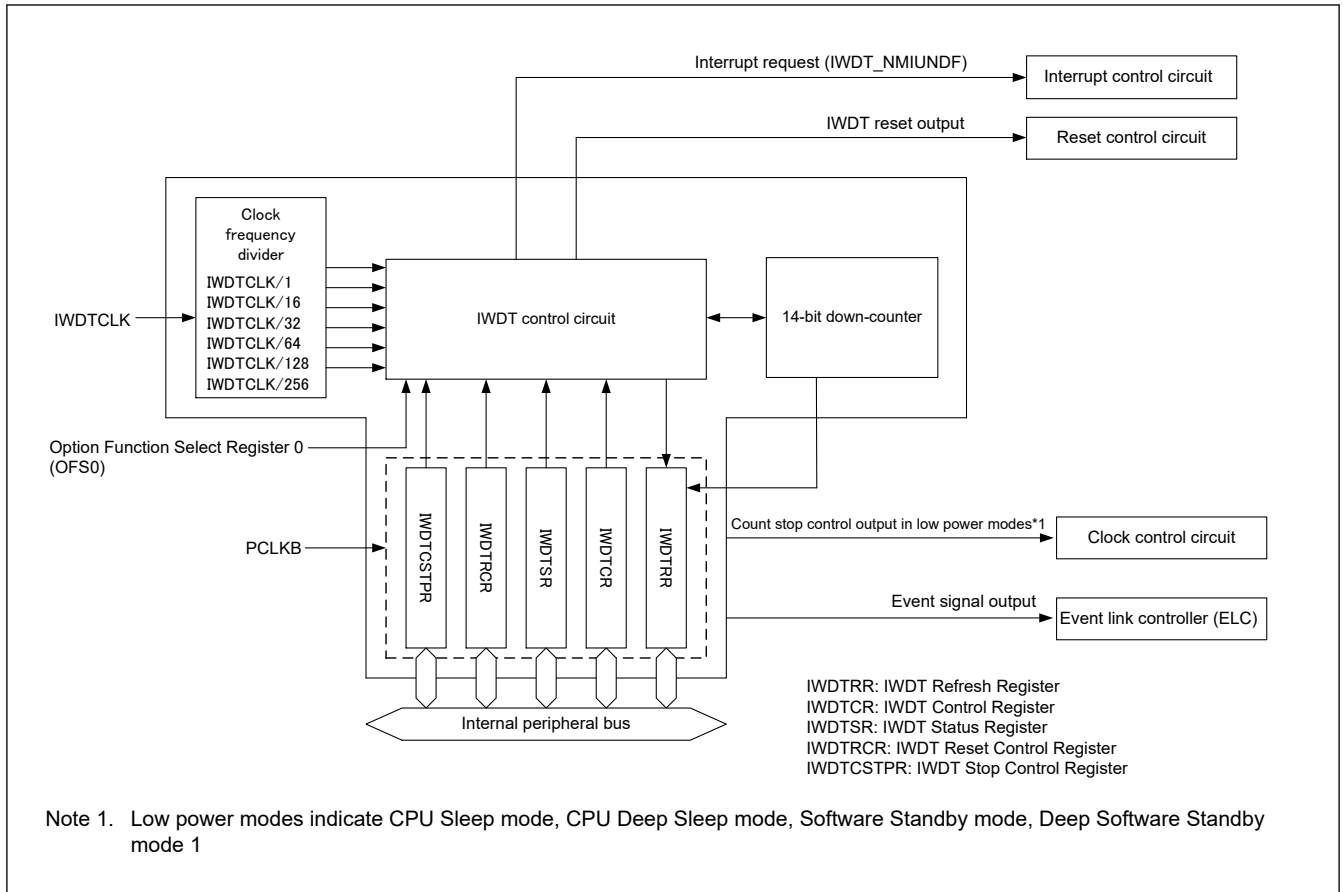 Interrupt request (IWDT_NMIUNDF)
Interrupt control circuit
IWDT reset output
Reset control circuit
Clock
frequency
divider
IWDTCLK/1
IWDTCLK/16
IWDTCLK/32
IWDTCLK/64
IWDTCLK/128
IWDTCLK/256
IWDTCLK
IWDT control circuit
14-bit down-counter
Option Function Select Register 0
(OFS0)
PCLKB
IWDTCSTPR
IWDTRCR
IWDTSR
IWDTCR
IWDTRR
Count stop control output in low power modes*1
Clock control circuit
Event signal output
Event link controller (ELC)
Internal peripheral bus
IWDTRR: IWDT Refresh Register
IWDTCR: IWDT Control Register
IWDTSR: IWDT Status Register
IWDTRCR: IWDT Reset Control Register
IWDTCSTPR: IWDT Stop Control Register
Note 1. Low power modes indicate CPU Sleep mode, CPU Deep Sleep mode, Software Standby mode, Deep Software Standby
mode 1